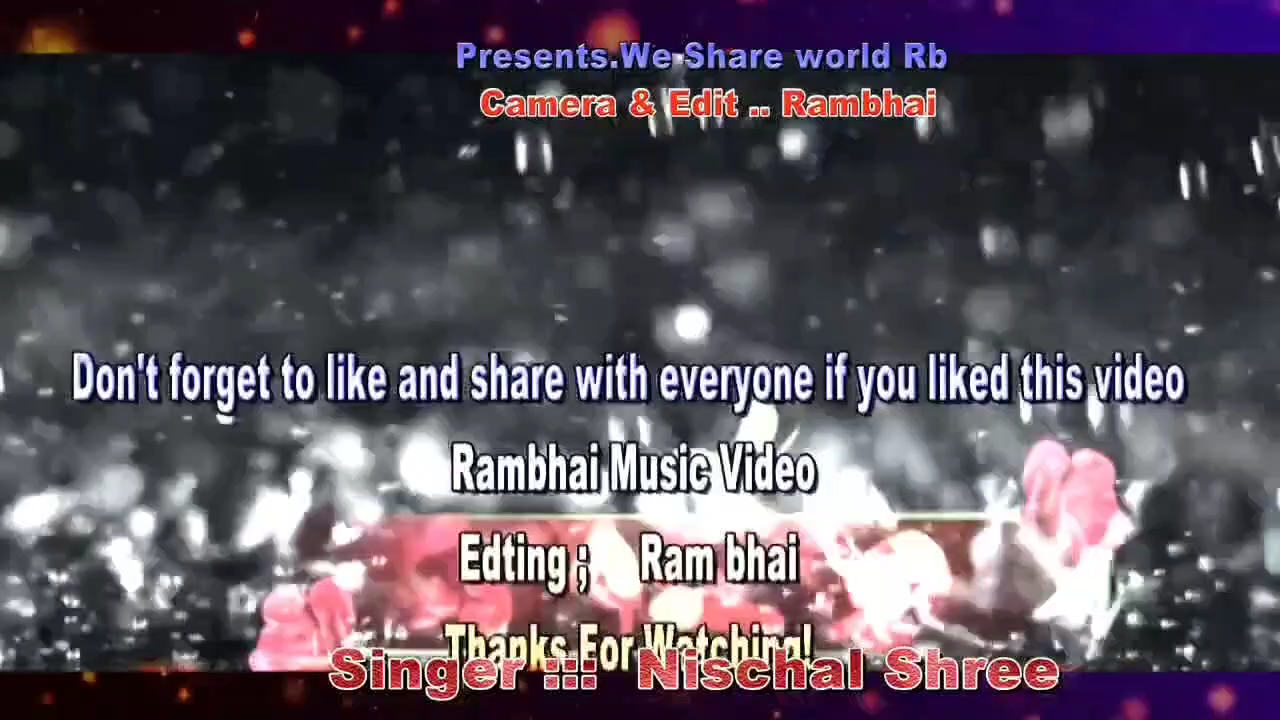 Presents.We Share world Rb
Camera & Edit .. Rambhai
Don't forget to like and share with everyone if you liked this video
Rambhai Music Video
Edting ; Ram bhai
Thanks For Watching!
Singer ::: Nischal Shree